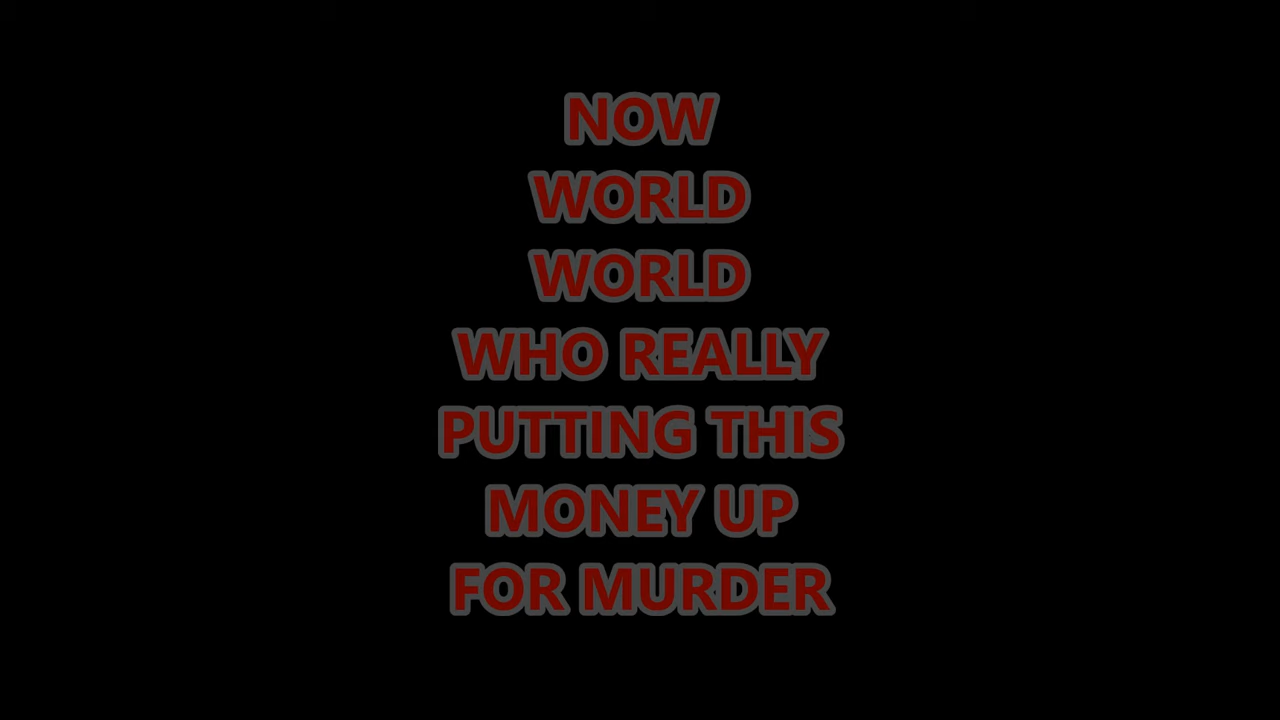 NOW
WORLD
WORLD
WHO REALLY
PUTTING THIS
MONEY UP
FOR MURDER